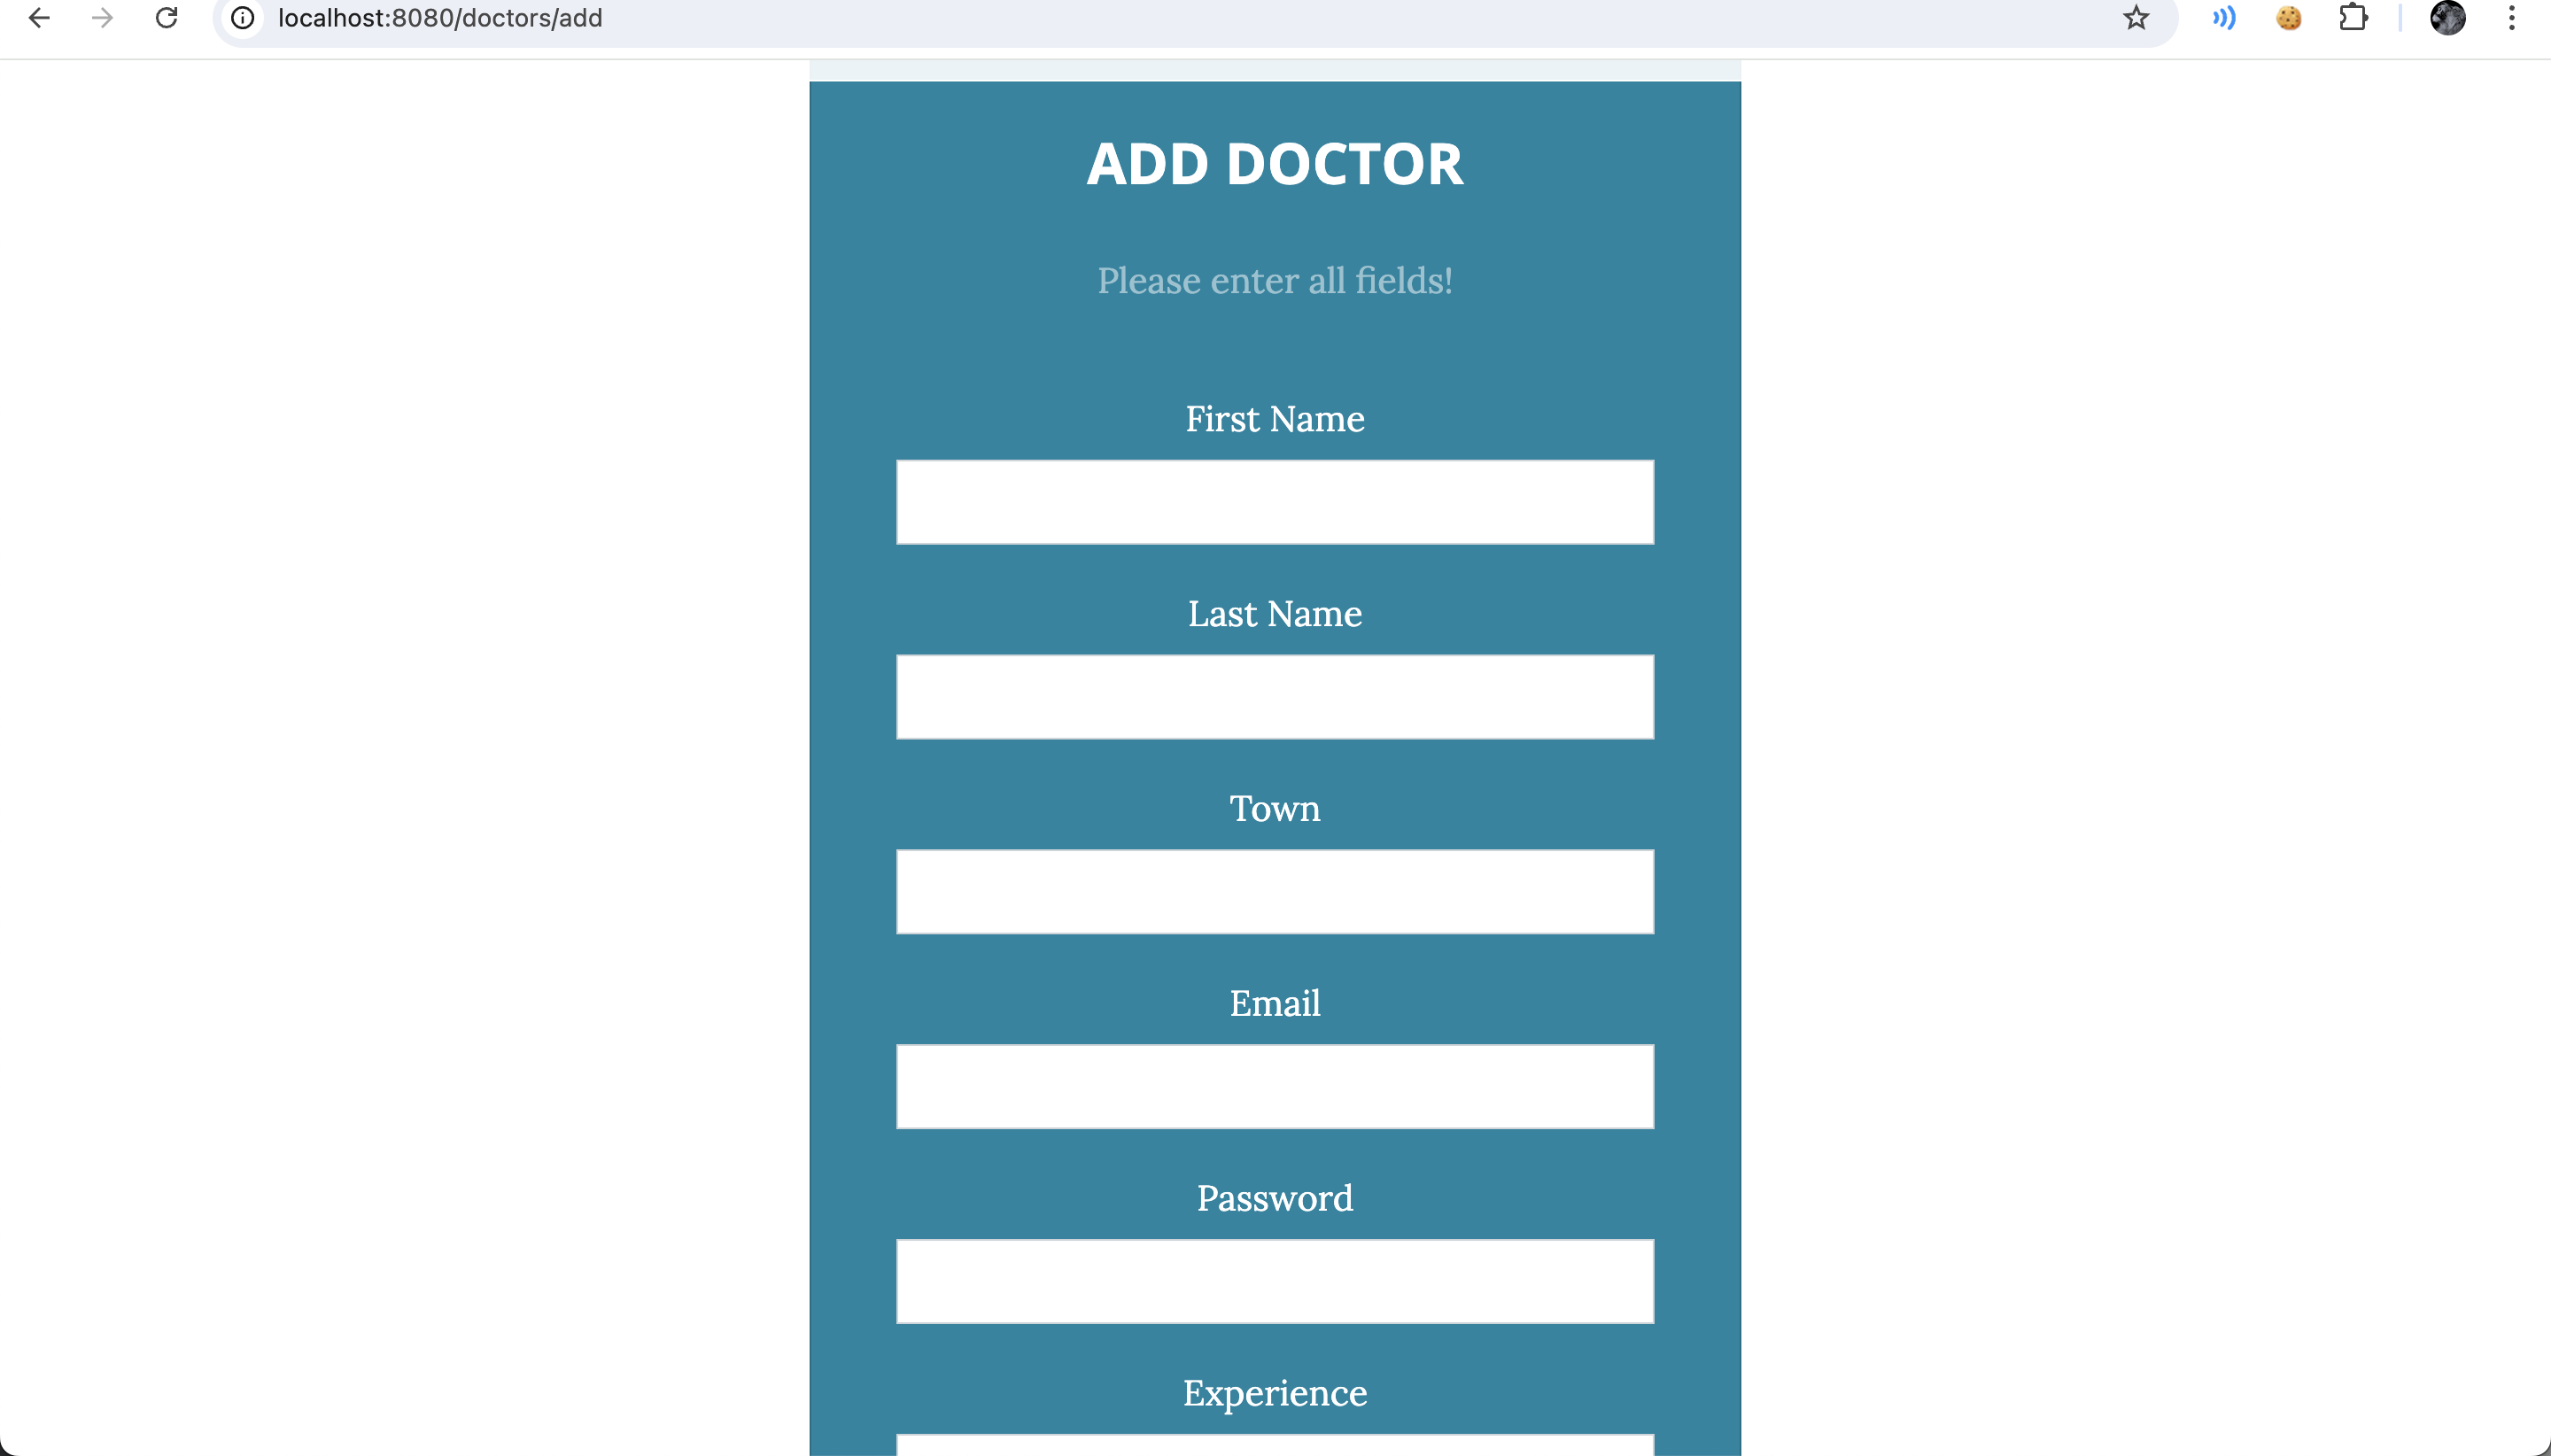 localhost:8080/doctors/add
ADD DOCTOR
Please enter all fields!
First Name
Last Name
Town
Email
Password
Experience